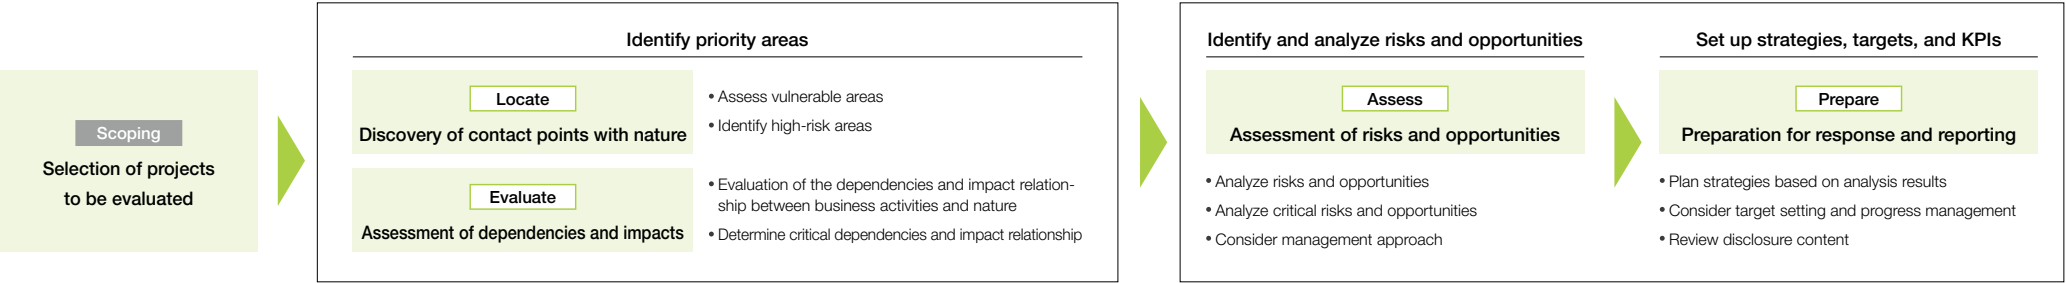 Scoping
Selection of projects
to be evaluated
Identify priority areas
Locate
Discovery of contact points with nature
• Assess vulnerable areas
• Identify high-risk areas
Evaluate
Assessment of dependencies and impacts
• Evaluation of the dependencies and impact relation-
ship between business activities and nature
• Determine critical dependencies and impact relationship
Identify and analyze risks and opportunities
Assess
Assessment of risks and opportunities
• Analyze risks and opportunities
• Analyze critical risks and opportunities
• Consider management approach
Set up strategies, targets, and KPIs
Prepare
Preparation for response and reporting
• Plan strategies based on analysis results
• Consider target setting and progress management
• Review disclosure content